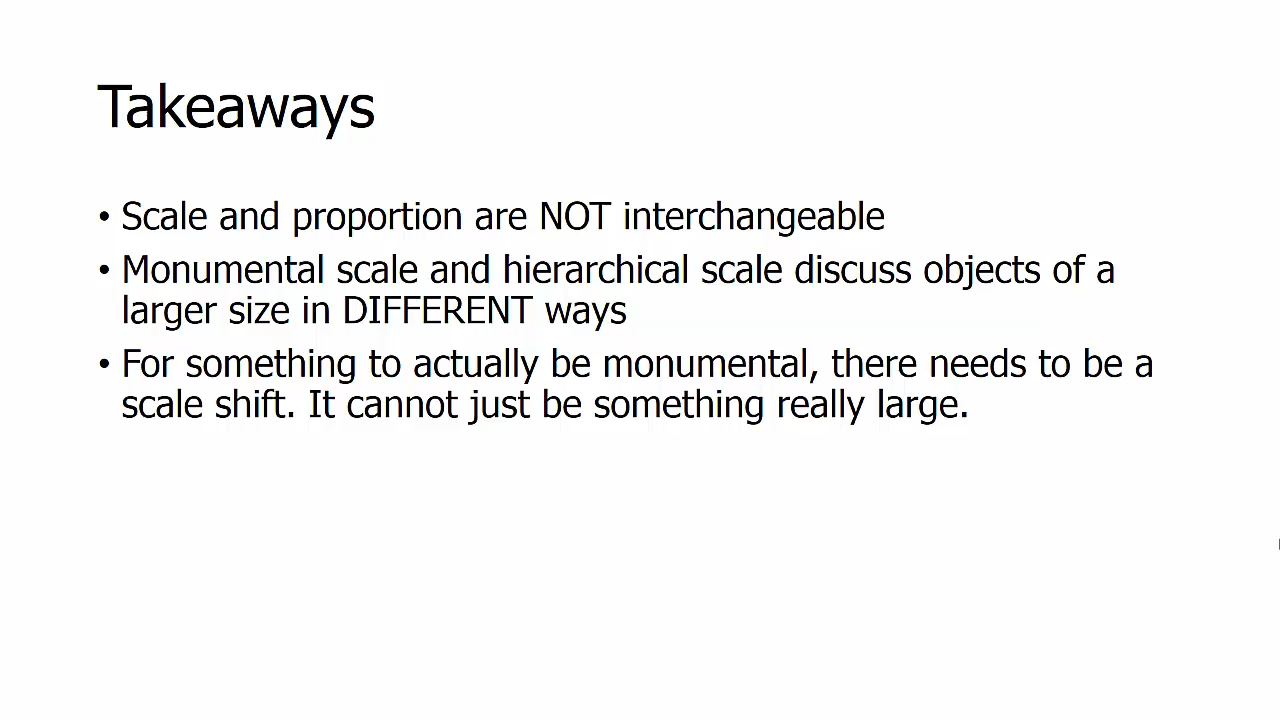 Takeaways
• Scale and proportion are NOT interchangeable
• Monumental scale and hierarchical scale discuss objects of a
larger size in DIFFERENT ways
• For something to actually be monumental, there needs to be a
scale shift. It cannot just be something really large.